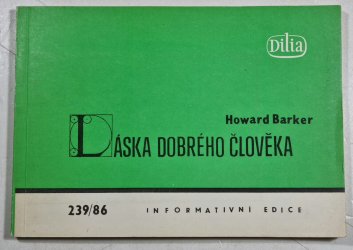 Dilia
Howard Barker
LÁSKA DOBRÉHO ČLOVĚKA
239/86 INFORMATIVNÍ EDICE